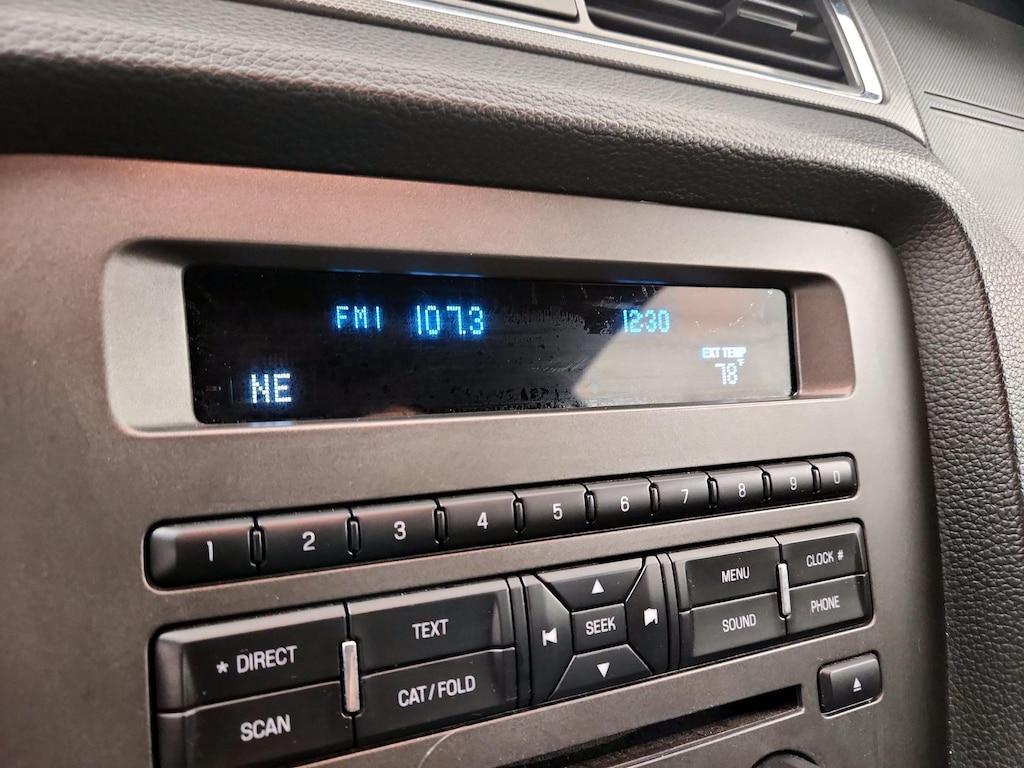 FM1 107.3 12:30
EXT TEMP
NE 78°F
1 2 3 4 5 6 7 8 9 0
* DIRECT TEXT SEEK MENU CLOCK #
SCAN CAT/FOLD SOUND PHONE